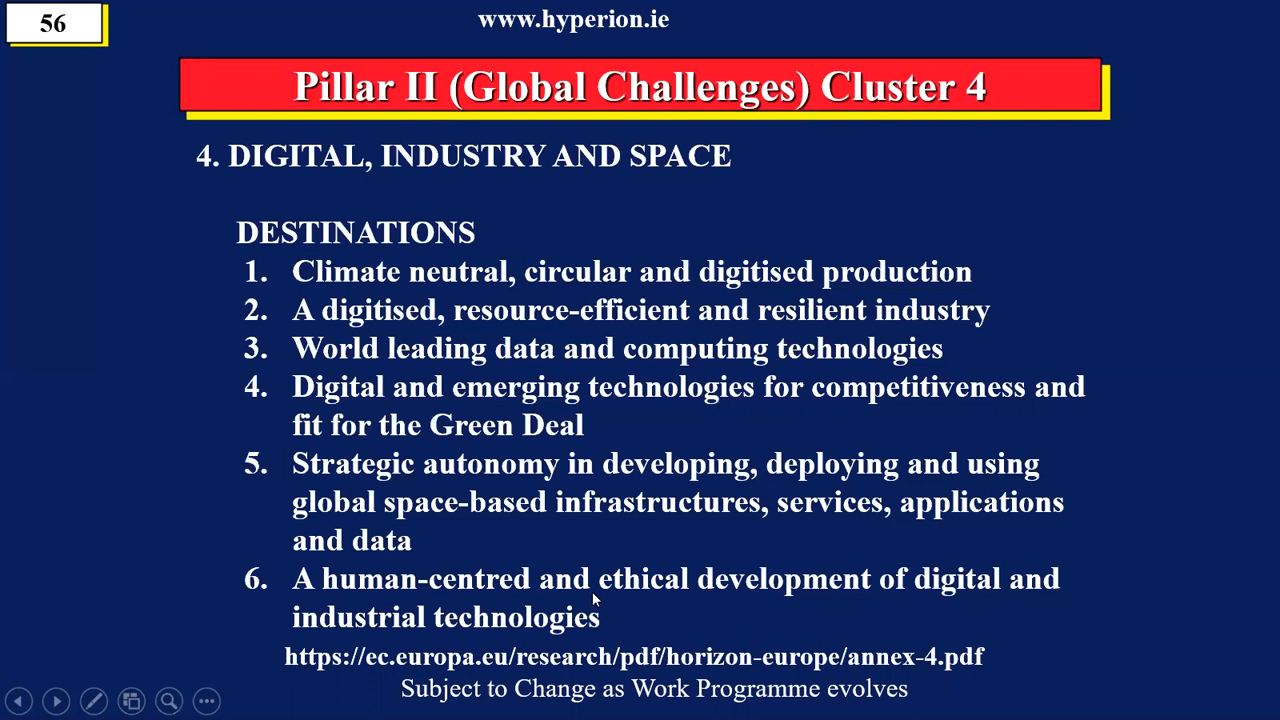 56
www.hyperion.ie
Pillar II (Global Challenges) Cluster 4
4. DIGITAL, INDUSTRY AND SPACE
DESTINATIONS
1. Climate neutral, circular and digitised production
2. A digitised, resource-efficient and resilient industry
3. World leading data and computing technologies
4. Digital and emerging technologies for competitiveness and
fit for the Green Deal
5. Strategic autonomy in developing, deploying and using
global space-based infrastructures, services, applications
and data
6. A human-centred and ethical development of digital and
industrial technologies
https://ec.europa.eu/research/pdf/horizon-europe/annex-4.pdf
Subject to Change as Work Programme evolves